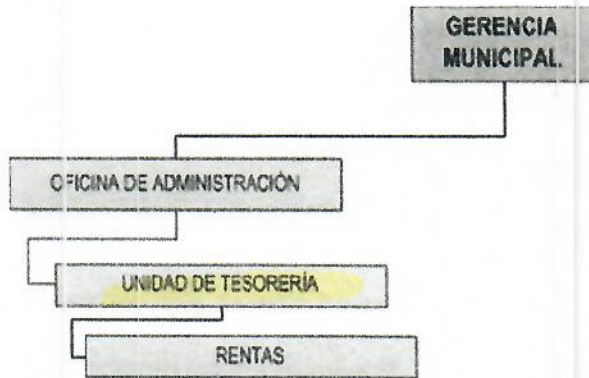 GERENCIA
MUNICIPAL
OFICINA DE ADMINISTRACIÓN
UNIDAD DE TESORERÍA
RENTAS